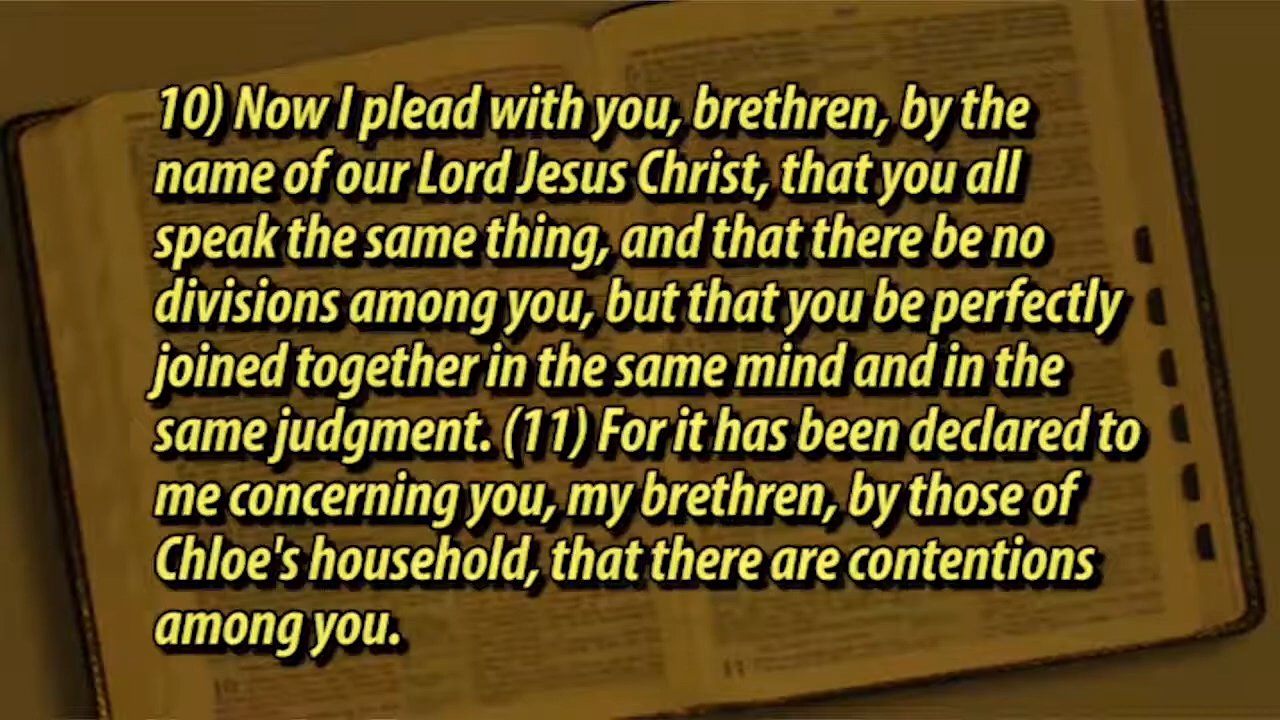 10) Now I plead with you, brethren, by the
name of our Lord Jesus Christ, that you all
speak the same thing, and that there be no
divisions among you, but that you be perfectly
joined together in the same mind and in the
same judgment. (11) For it has been declared to
me concerning you, my brethren, by those of
Chloe's household, that there are contentions
among you.